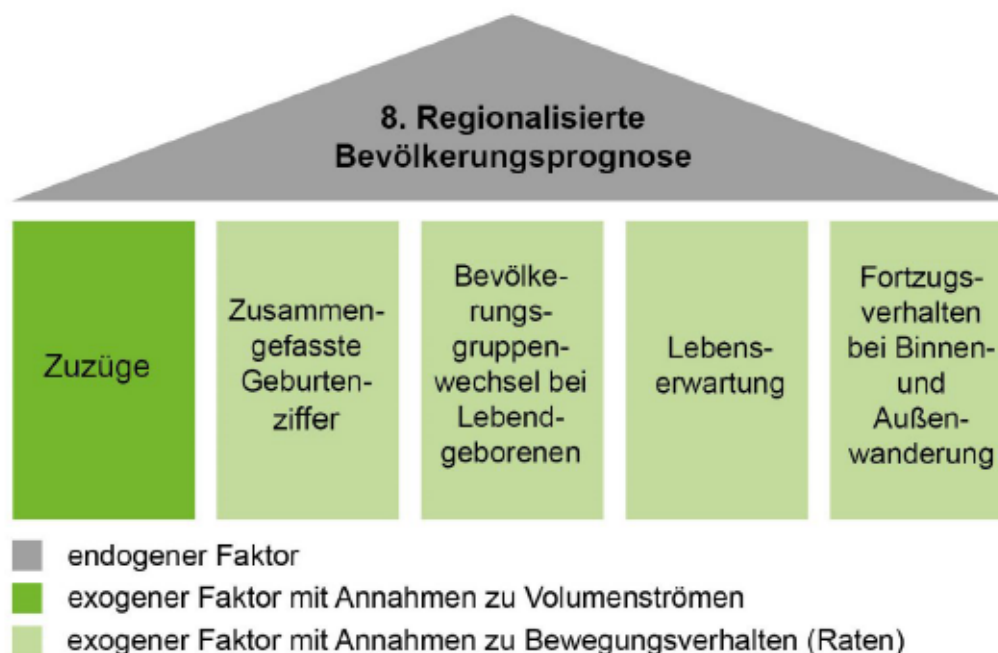 8. Regionalisierte
Bevölkerungsprognose
Zuzüge
Zusammen-
gefasste
Geburten-
ziffer
Bevölke-
rungs-
gruppen-
wechsel bei
Lebend-
geborenen
Lebens-
erwartung
Fortzugs-
verhalten
bei Binnen-
und
Außen-
wanderung
endogener Faktor
exogener Faktor mit Annahmen zu Volumenströmen
exogener Faktor mit Annahmen zu Bewegungsverhalten (Raten)